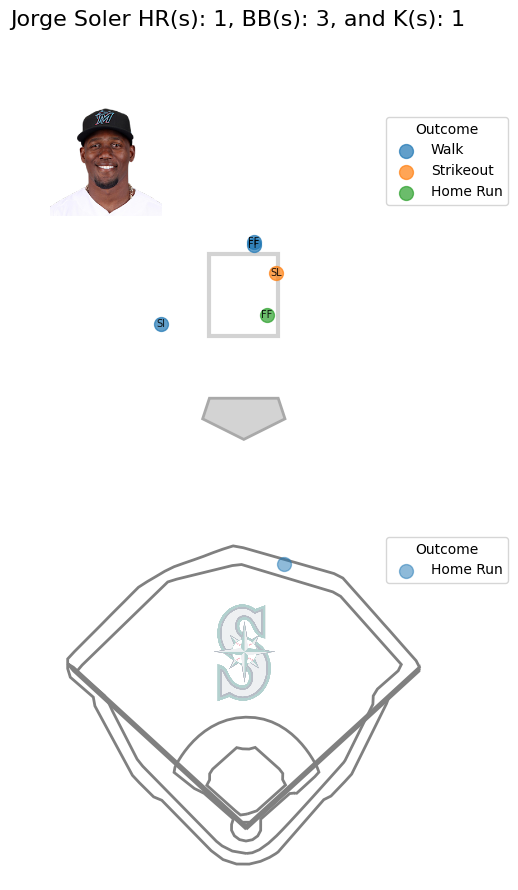 Jorge Soler HR(s): 1, BB(s): 3, and K(s): 1
Outcome
Walk
Strikeout
Home Run
FF
FF
SL
FF
SI
Outcome
Home Run
S